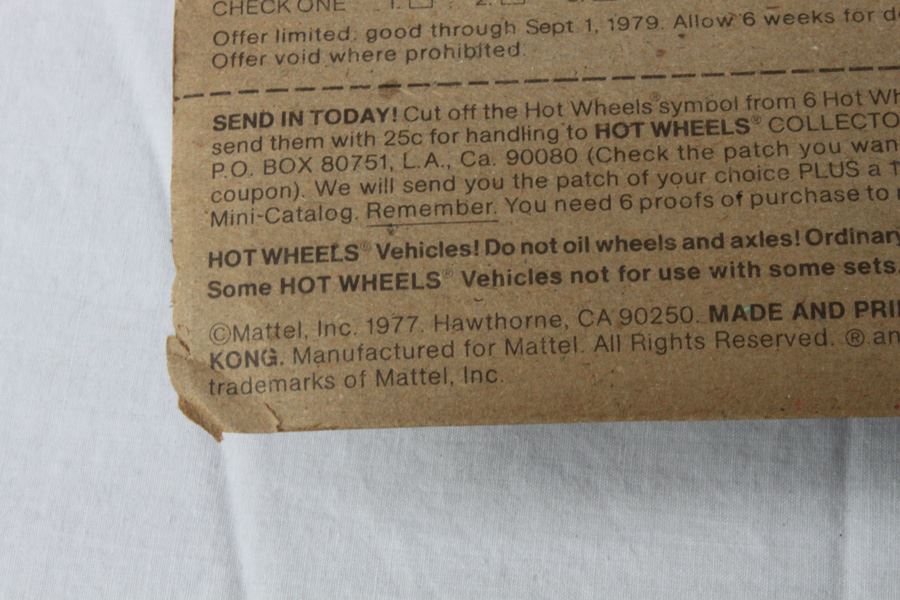 CHECK ONE 1. 2.
Offer limited: good through Sept. 1, 1979. Allow 6 weeks for
Offer void where prohibited.
SEND IN TODAY! Cut off the Hot Wheels® symbol from 6 Hot
send them with 25c for handling to HOT WHEELS® COLLECTO
P.O. BOX 80751, L.A., Ca. 90080 (Check the patch you wan
coupon). We will send you the patch of your choice PLUS a
Mini-Catalog. Remember. You need 6 proofs of purchase to
HOT WHEELS® Vehicles! Do not oil wheels and axles! Ordinary
Some HOT WHEELS® Vehicles not for use with some sets.
©Mattel, Inc. 1977. Hawthorne, CA 90250. MADE AND PRI
KONG. Manufactured for Mattel. All Rights Reserved. ® an
trademarks of Mattel, Inc.